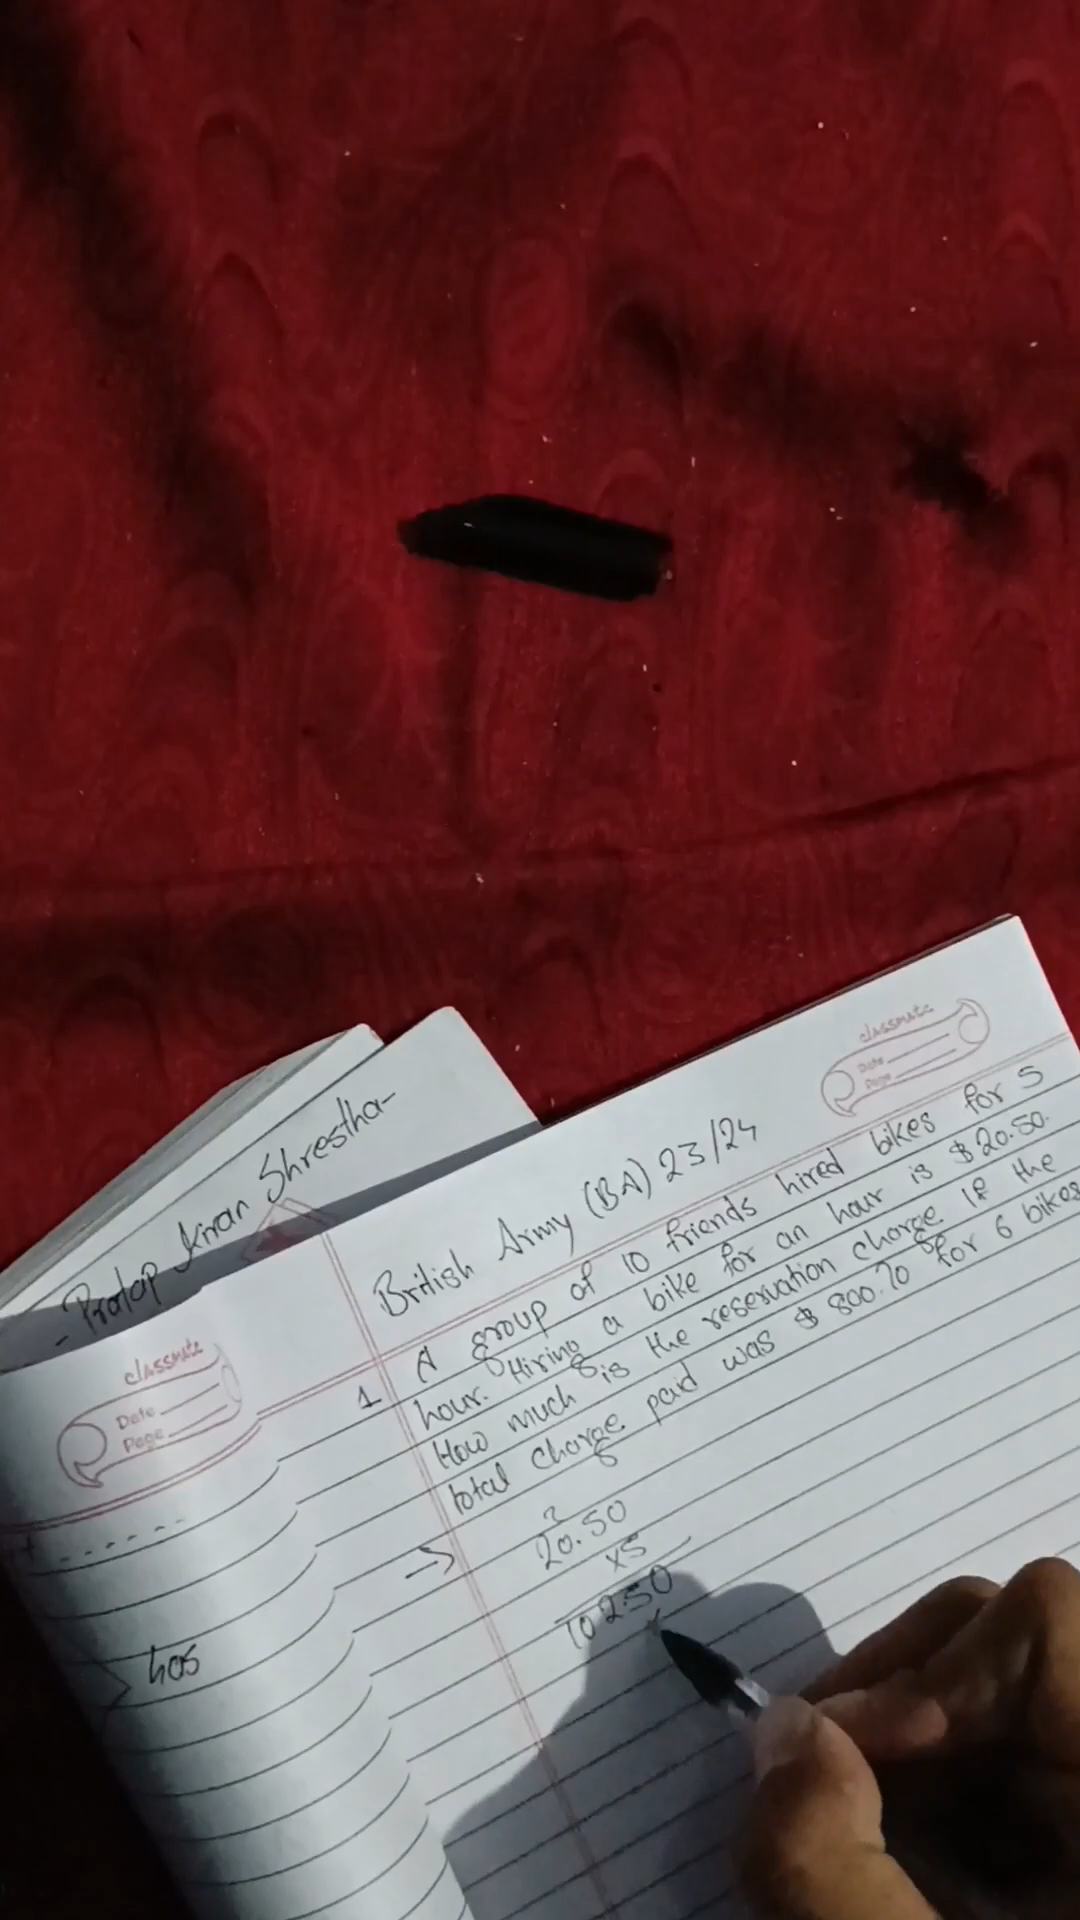 - Pratap Kiran Shrestha-
classmate
Date
Page
hos
classmate
Date
Page
British Army (BA) 23/24
1 A group of 10 friends hired bikes for 5
hour. Hiring a bike for an hour is $20.50.
How much is the reservation charge If the
total charge paid was $800.70 for 6 bikes
2
→ 20.50
x5
102.50